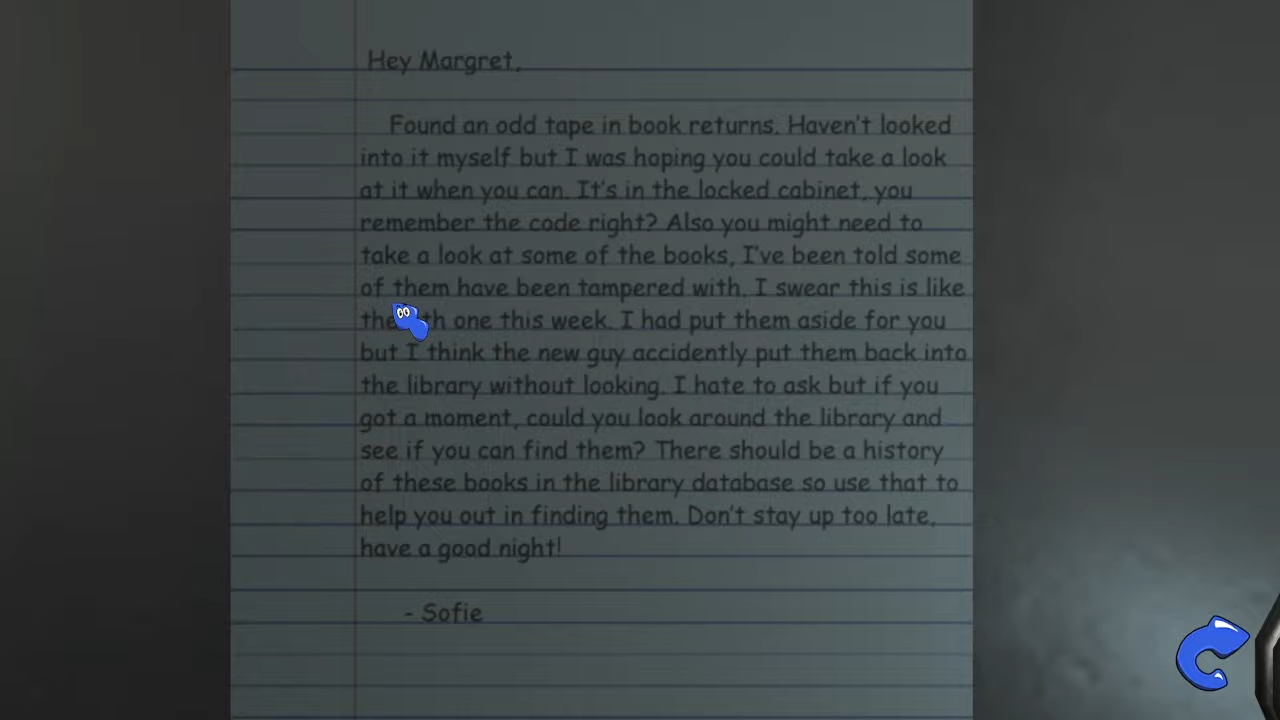 Hey Margret,
Found an odd tape in book returns. Haven't looked
into it myself but I was hoping you could take a look
at it when you can. It's in the locked cabinet, you
remember the code right? Also you might need to
take a look at some of the books, I've been told some
of them have been tampered with. I swear this is like
one this week. I had put them aside for you
but I think the new guy accidently put them back into
the library without looking. I hate to ask but if you
got a moment, could you look around the library and
see if you can find them? There should be a history
of these books in the library database so use that to
help you out in finding them. Don't stay up too late,
have a good night!
- Sofie